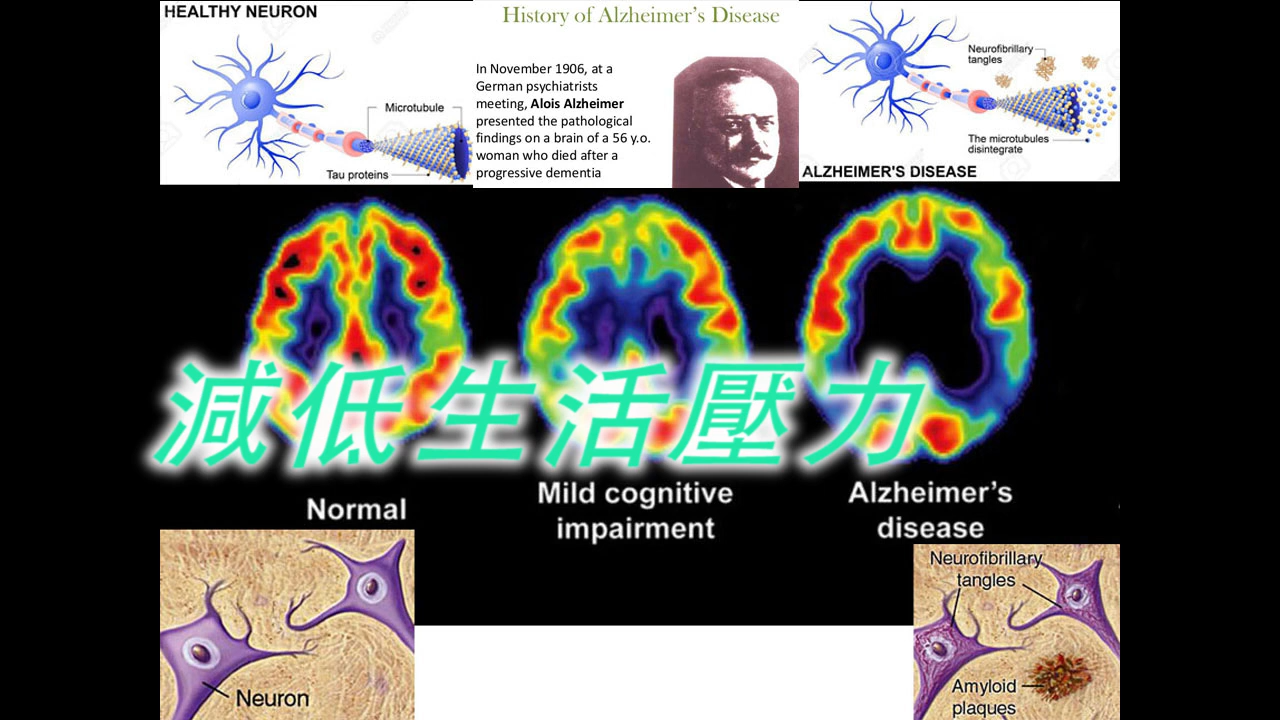 HEALTHY NEURON
Microtubule
Tau proteins
History of Alzheimer's Disease
In November 1906, at a
German psychiatrists
meeting, Alois Alzheimer
presented the pathological
findings on a brain of a 56 y.o.
woman who died after a
progressive dementia
Neurofibrillary
tangles
The microtubules
disintegrate
ALZHEIMER'S DISEASE
減低生活壓力
Normal
Mild cognitive
impairment
Alzheimer's
disease
Neuron
Neurofibrillary
tangles
Amyloid
plaques